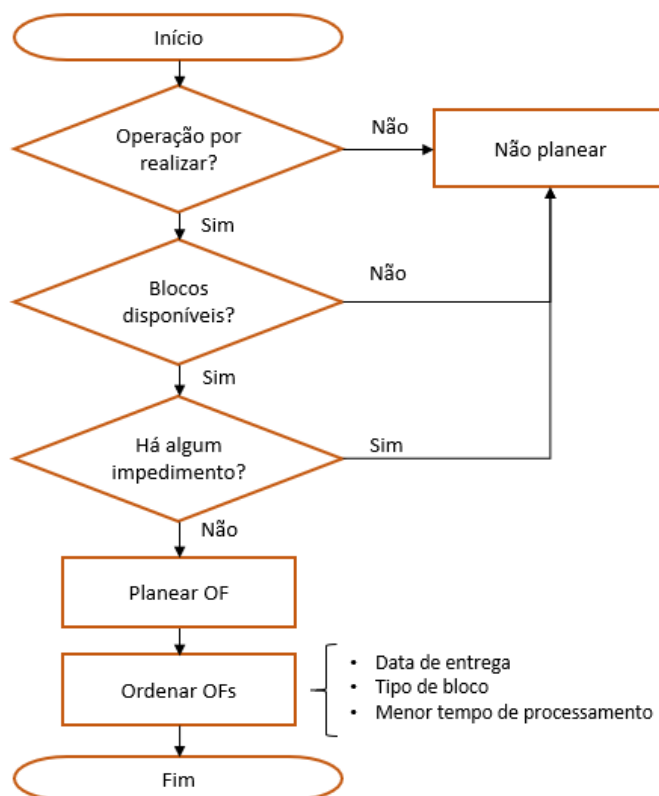 Início
Operação por
realizar?
Não
Não planear
Sim
Blocos
disponíveis?
Não
Sim
Há algum
impedimento?
Sim
Não
Planear OF
Ordenar OFs
• Data de entrega
• Tipo de bloco
• Menor tempo de processamento
Fim